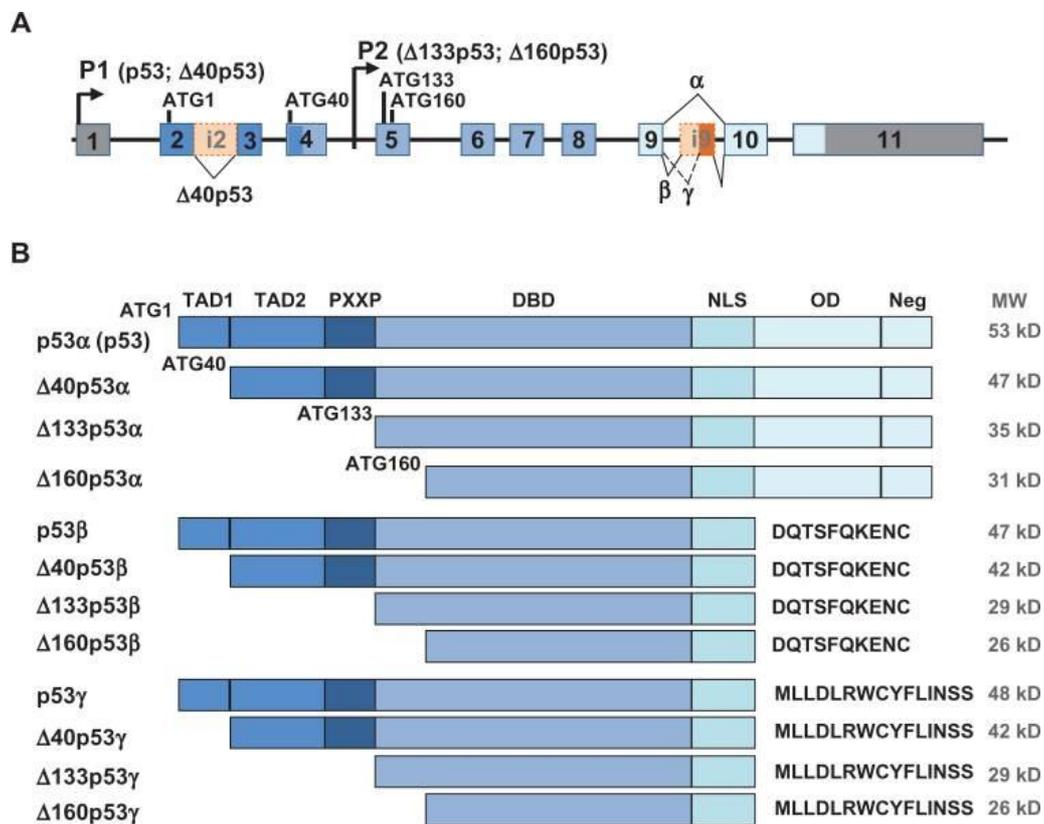 A
P1 (p53; Δ40p53)
P2 (Δ133p53; Δ160p53)
ATG1
ATG40
ATG133
ATG160
α
1 2 i2 3 4 5 6 7 8 9 i9 10 11
Δ40p53
β γ
B
TAD1 TAD2 PXXP DBD NLS OD Neg MW
ATG1
p53α (p53) 53 kD
ATG40
Δ40p53α 47 kD
ATG133
Δ133p53α 35 kD
ATG160
Δ160p53α 31 kD
p53β DQTSFQKENC 47 kD
Δ40p53β DQTSFQKENC 42 kD
Δ133p53β DQTSFQKENC 29 kD
Δ160p53β DQTSFQKENC 26 kD
p53γ MLLDLRWCYFLINSS 48 kD
Δ40p53γ MLLDLRWCYFLINSS 42 kD
Δ133p53γ MLLDLRWCYFLINSS 29 kD
Δ160p53γ MLLDLRWCYFLINSS 26 kD